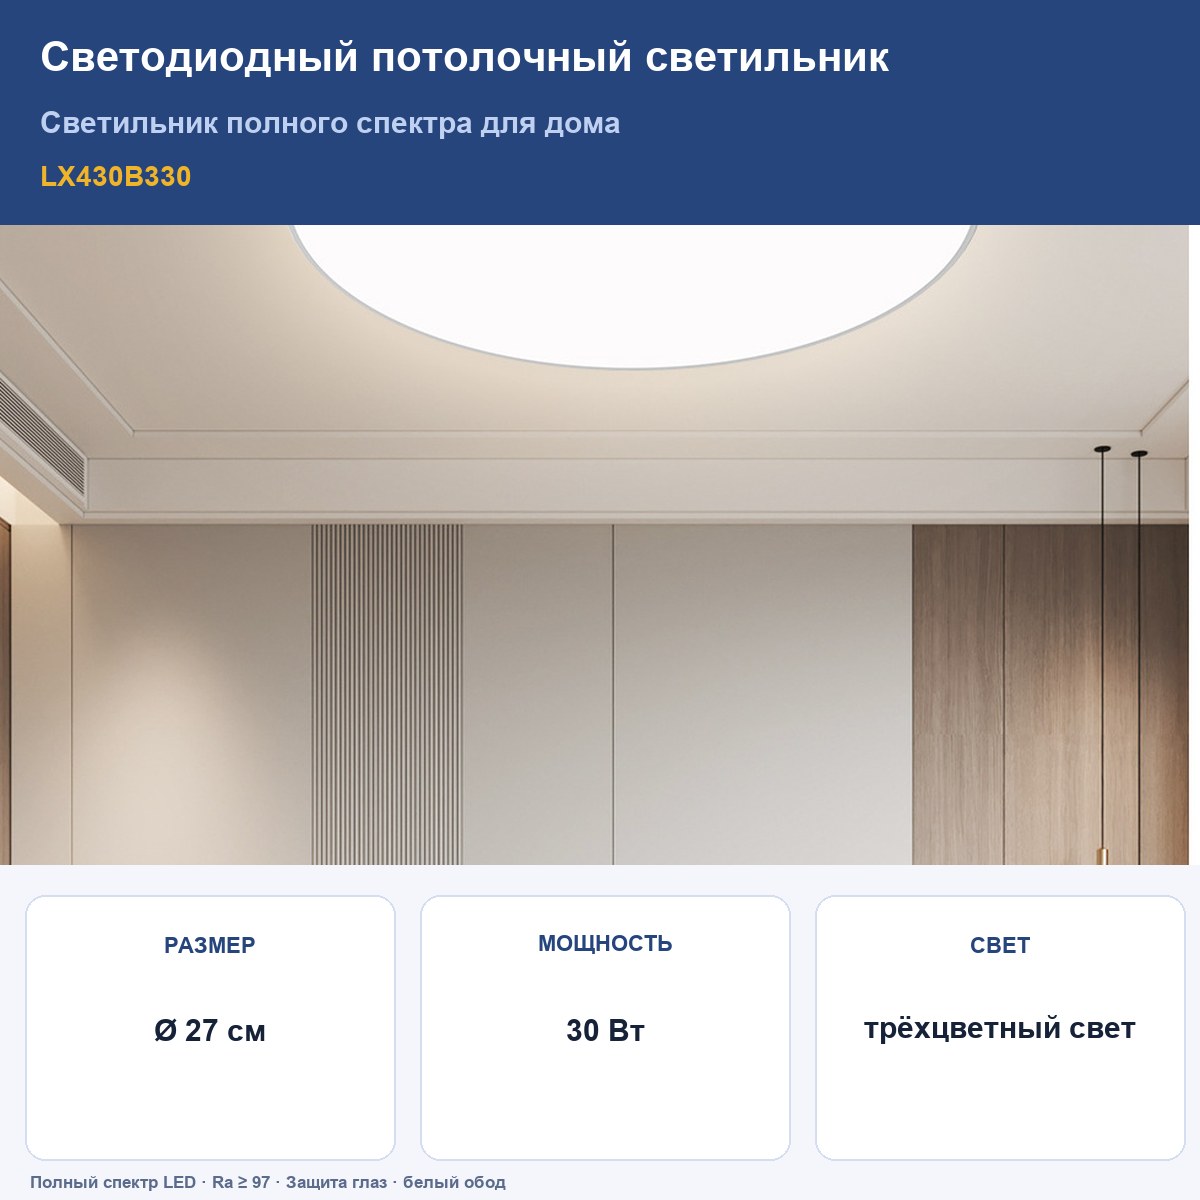 Светодиодный потолочный светильник
Светильник полного спектра для дома
LX430B330
РАЗМЕР
Ø 27 см
МОЩНОСТЬ
30 Вт
СВЕТ
трёхцветный свет
Полный спектр LED · Ra ≥ 97 · Защита глаз · белый обод